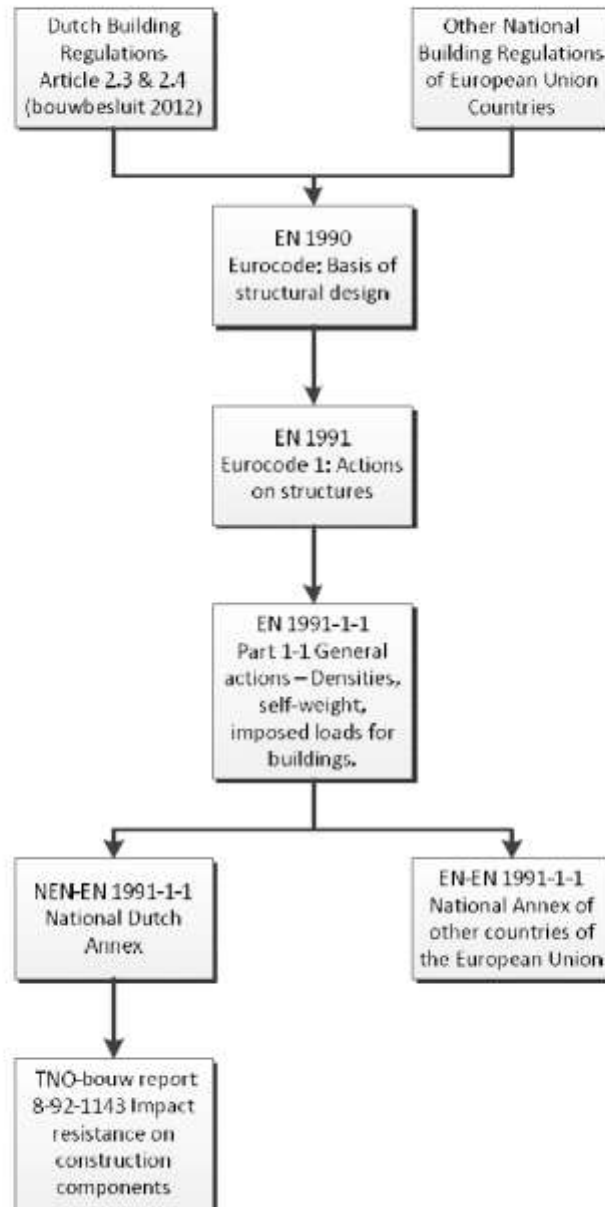 Dutch Building
Regulations
Article 2.3 & 2.4
(bouwbesluit 2012)
Other National
Building Regulations
of European Union
Countries
EN 1990
Eurocode: Basis of
structural design
EN 1991
Eurocode 1: Actions
on structures
EN 1991-1-1
Part 1-1 General
actions – Densities,
self-weight,
imposed loads for
buildings.
NEN-EN 1991-1-1
National Dutch
Annex
EN-EN 1991-1-1
National Annex of
other countries of
the European Union
TNO-bouw report
8-92-1143 Impact
resistance on
construction
components